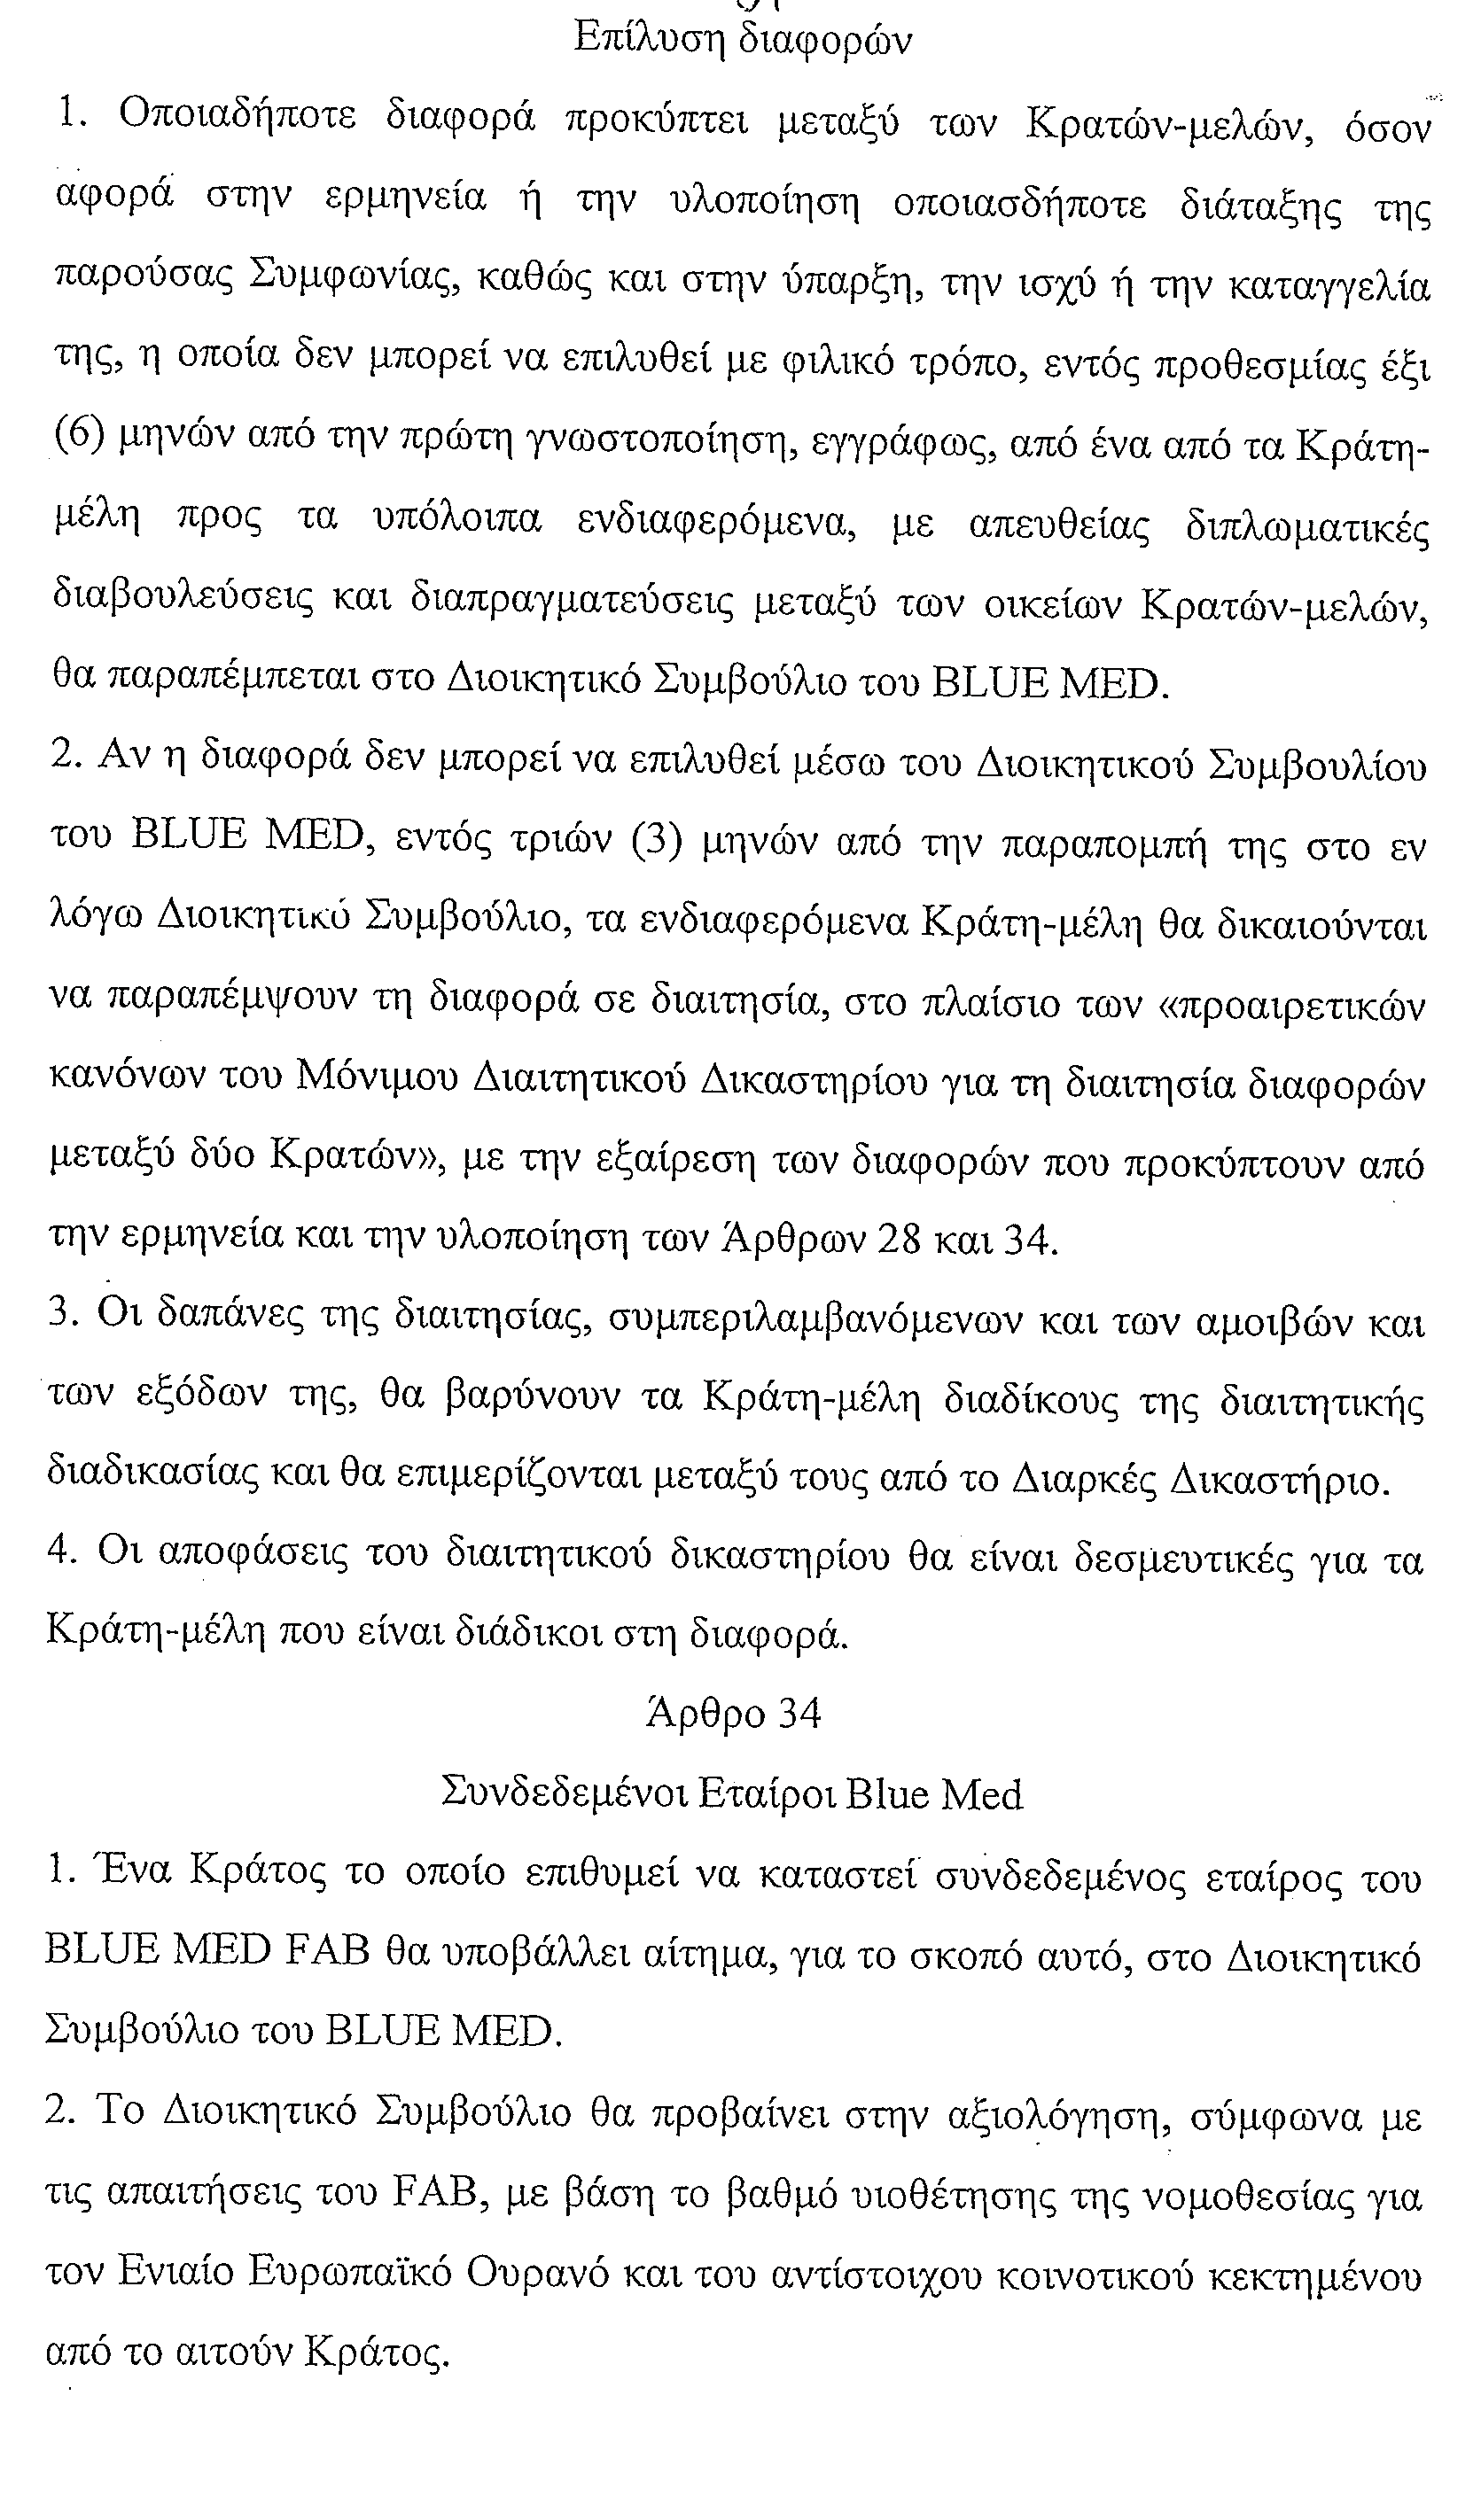 Επίλυση διαφορών
1. Οποιαδήποτε διαφορά προκύπτει μεταξύ των Κρατών-μελών, όσον
αφορά στην ερμηνεία ή την υλοποίηση οποιασδήποτε διάταξης της
παρούσας Συμφωνίας, καθώς και στην ύπαρξη, την ισχύ ή την καταγγελία
της, η οποία δεν μπορεί να επιλυθεί με φιλικό τρόπο, εντός προθεσμίας έξι
(6) μηνών από την πρώτη γνωστοποίηση, εγγράφως, από ένα από τα Κράτη-
μέλη προς τα υπόλοιπα ενδιαφερόμενα, με απευθείας διπλωματικές
διαβουλεύσεις και διαπραγματεύσεις μεταξύ των οικείων Κρατών-μελών,
θα παραπέμπεται στο Διοικητικό Συμβούλιο του BLUE MED.
2. Αν η διαφορά δεν μπορεί να επιλυθεί μέσω του Διοικητικού Συμβουλίου
του BLUE MED, εντός τριών (3) μηνών από την παραπομπή της στο εν
λόγω Διοικητικό Συμβούλιο, τα ενδιαφερόμενα Κράτη-μέλη θα δικαιούνται
να παραπέμψουν τη διαφορά σε διαιτησία, στο πλαίσιο των «προαιρετικών
κανόνων του Μόνιμου Διαιτητικού Δικαστηρίου για τη διαιτησία διαφορών
μεταξύ δύο Κρατών», με την εξαίρεση των διαφορών που προκύπτουν από
την ερμηνεία και την υλοποίηση των Άρθρων 28 και 34.
3. Οι δαπάνες της διαιτησίας, συμπεριλαμβανόμενων και των αμοιβών και
των εξόδων της, θα βαρύνουν τα Κράτη-μέλη διαδίκους της διαιτητικής
διαδικασίας και θα επιμερίζονται μεταξύ τους από το Διαρκές Δικαστήριο.
4. Οι αποφάσεις του διαιτητικού δικαστηρίου θα είναι δεσμευτικές για τα
Κράτη-μέλη που είναι διάδικοι στη διαφορά.
Άρθρο 34
Συνδεδεμένοι Εταίροι Blue Med
1. Ένα Κράτος το οποίο επιθυμεί να καταστεί συνδεδεμένος εταίρος του
BLUE MED FAB θα υποβάλλει αίτημα, για το σκοπό αυτό, στο Διοικητικό
Συμβούλιο του BLUE MED.
2. Το Διοικητικό Συμβούλιο θα προβαίνει στην αξιολόγηση, σύμφωνα με
τις απαιτήσεις του FAB, με βάση το βαθμό υιοθέτησης της νομοθεσίας για
τον Ενιαίο Ευρωπαϊκό Ουρανό και του αντίστοιχου κοινοτικού κεκτημένου
από το αιτούν Κράτος.